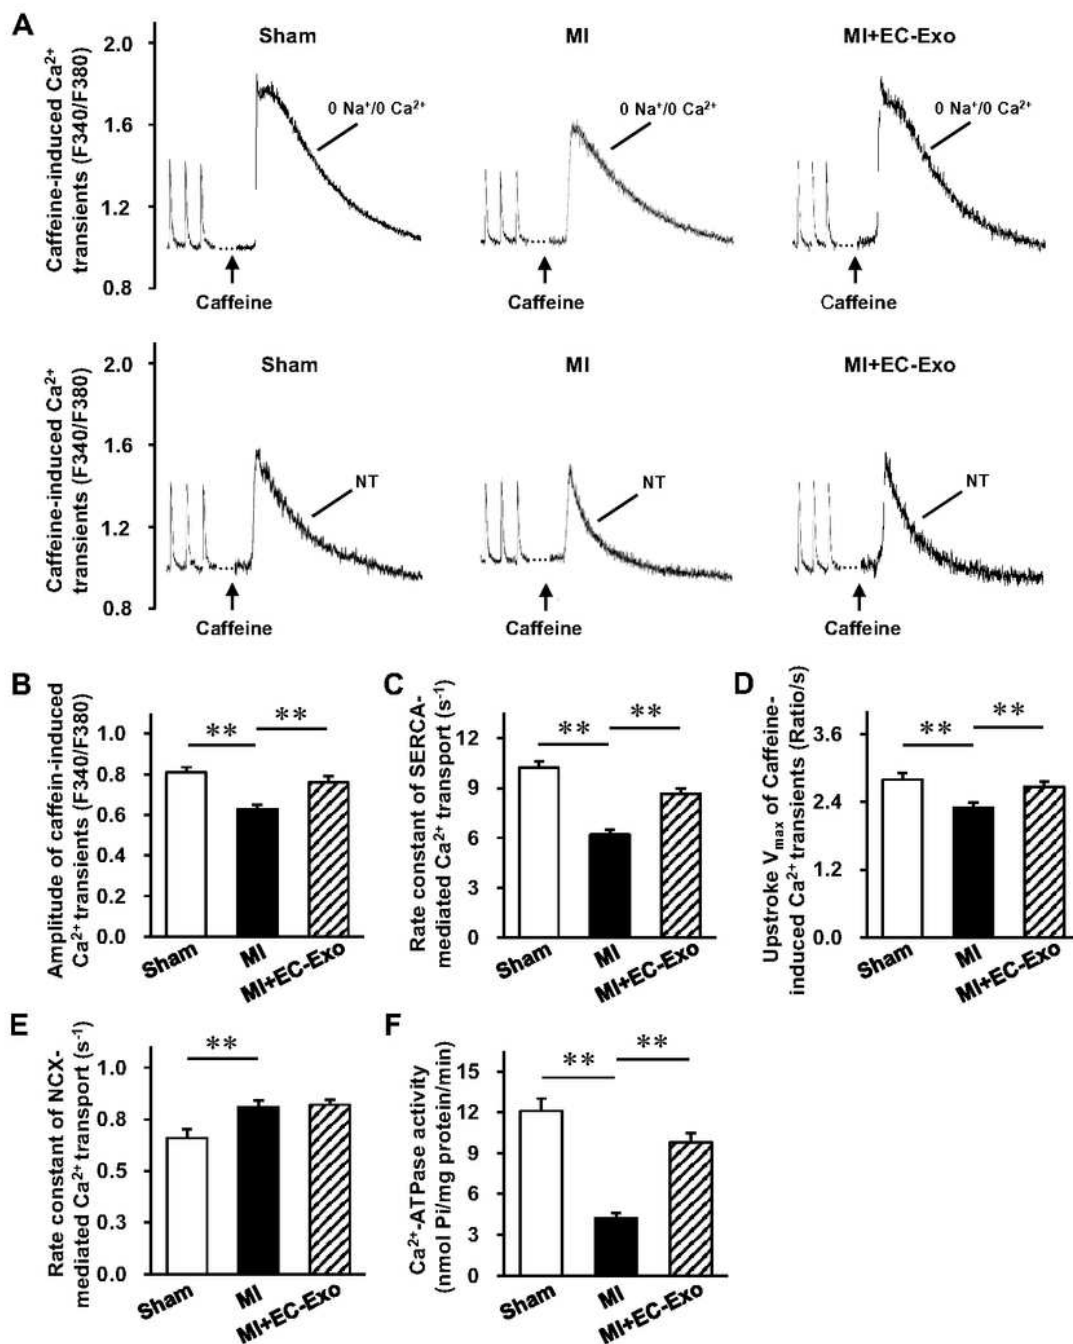 A
Caffeine-induced Ca²⁺
transients (F340/F380)
2.0
1.6
1.2
0.8
Sham
MI
MI+EC-Exo
0 Na⁺/0 Ca²⁺
0 Na⁺/0 Ca²⁺
0 Na⁺/0 Ca²⁺
Caffeine
Caffeine
Caffeine
Caffeine-induced Ca²⁺
transients (F340/F380)
2.0
1.6
1.2
0.8
Sham
MI
MI+EC-Exo
NT
NT
NT
Caffeine
Caffeine
Caffeine
B
Amplitude of caffein-induced
Ca²⁺ transients (F340/F380)
1.0
0.8
0.6
0.4
0.2
0.0
**
**
Sham
MI
MI+EC-Exo
C
Rate constant of SERCA-
mediated Ca²⁺ transport (s⁻¹)
12
9
6
3
0
**
**
Sham
MI
MI+EC-Exo
D
Upstroke Vmax of Caffeine-
induced Ca²⁺ transients (Ratio/s)
3.6
2.4
1.2
0.0
**
**
Sham
MI
MI+EC-Exo
E
Rate constant of NCX-
mediated Ca²⁺ transport (s⁻¹)
1.0
0.8
0.5
0.3
0.0
**
Sham
MI
MI+EC-Exo
F
Ca²⁺-ATPase activity
(nmol Pi/mg protein/min)
15
12
9
6
3
0
**
**
Sham
MI
MI+EC-Exo